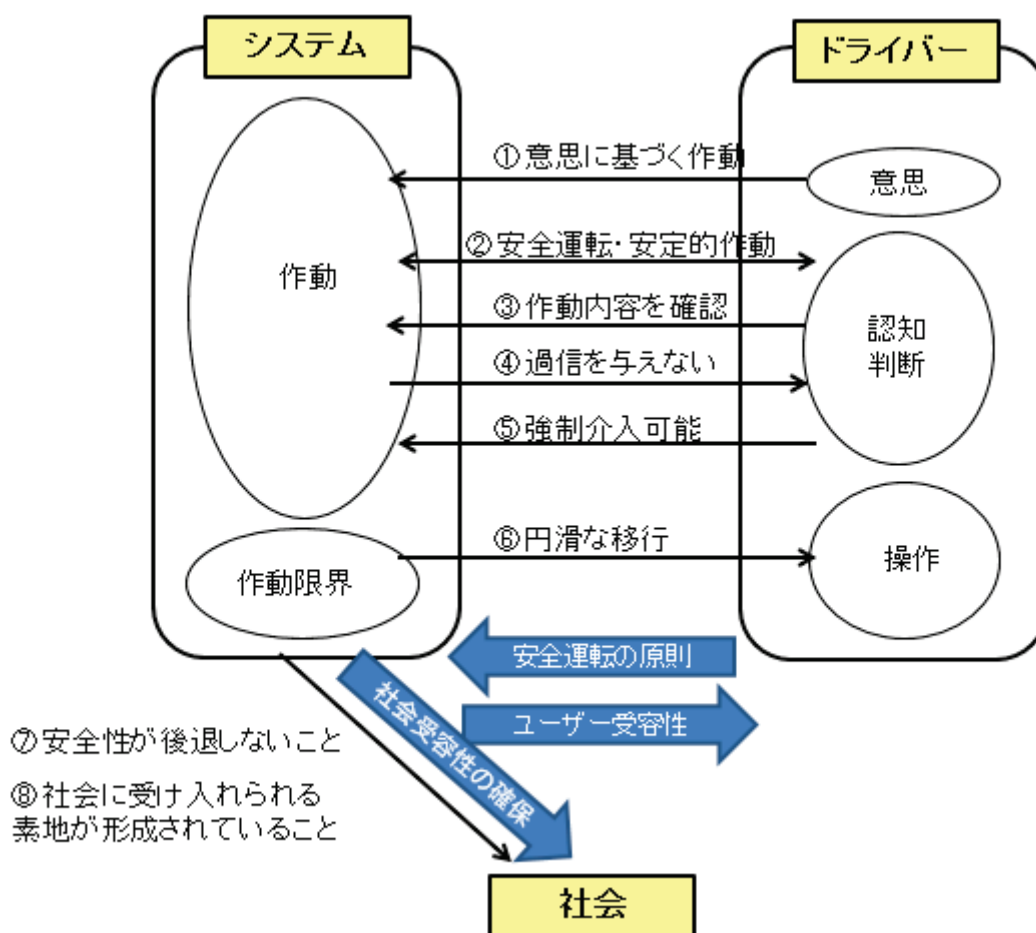 システム
ドライバー
①意思に基づく作動
意思
②安全運転・安定的作動
作動
③作動内容を確認
認知
判断
④過信を与えない
⑤強制介入可能
⑥円滑な移行
作動限界
操作
安全運転の原則
ユーザー受容性
社会受容性の確保
⑦安全性が後退しないこと
⑧社会に受け入れられる
素地が形成されていること
社会